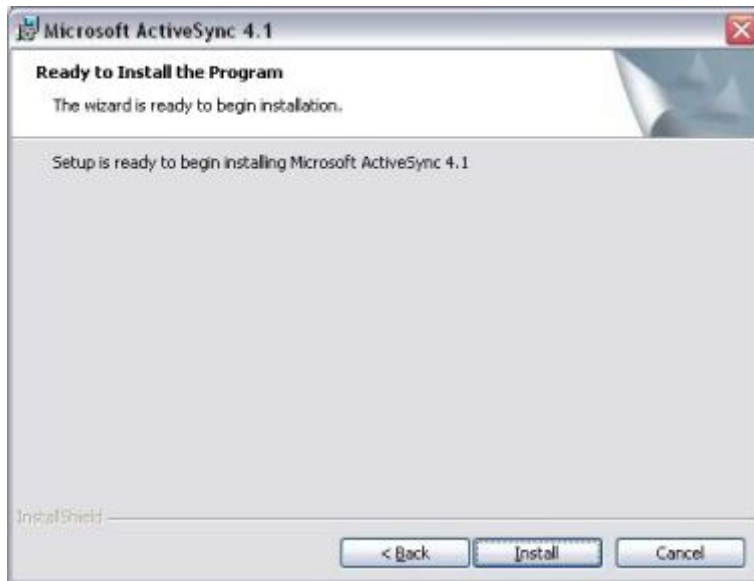 Microsoft ActiveSync 4.1
Ready to Install the Program
The wizard is ready to begin installation.
Setup is ready to begin installing Microsoft ActiveSync 4.1
InstallShield
< Back Install Cancel